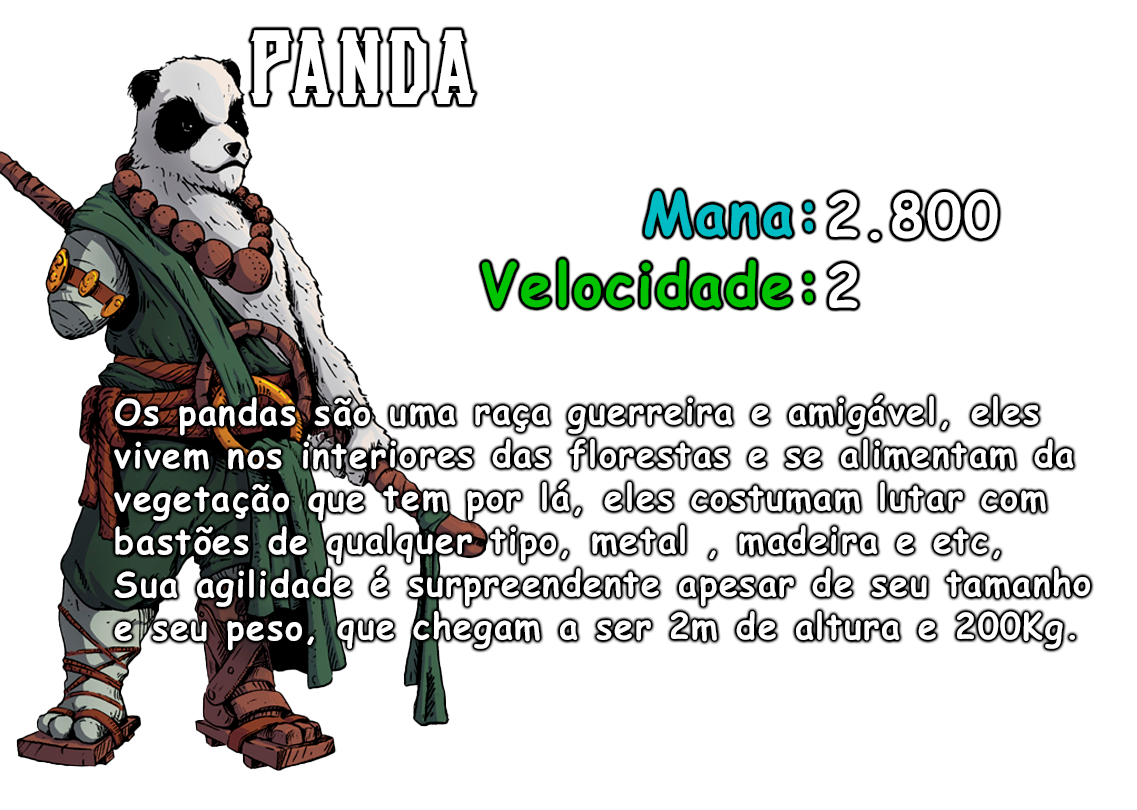 PANDA
Mana:2.800
Velocidade:2
Os pandas são uma raça guerreira e amigável, eles
vivem nos interiores das florestas e se alimentam da
vegetação que tem por lá, eles costumam lutar com
bastões de qualquer tipo, metal , madeira e etc,
Sua agilidade é surpreendente apesar de seu tamanho
e seu peso, que chegam a ser 2m de altura e 200Kg.